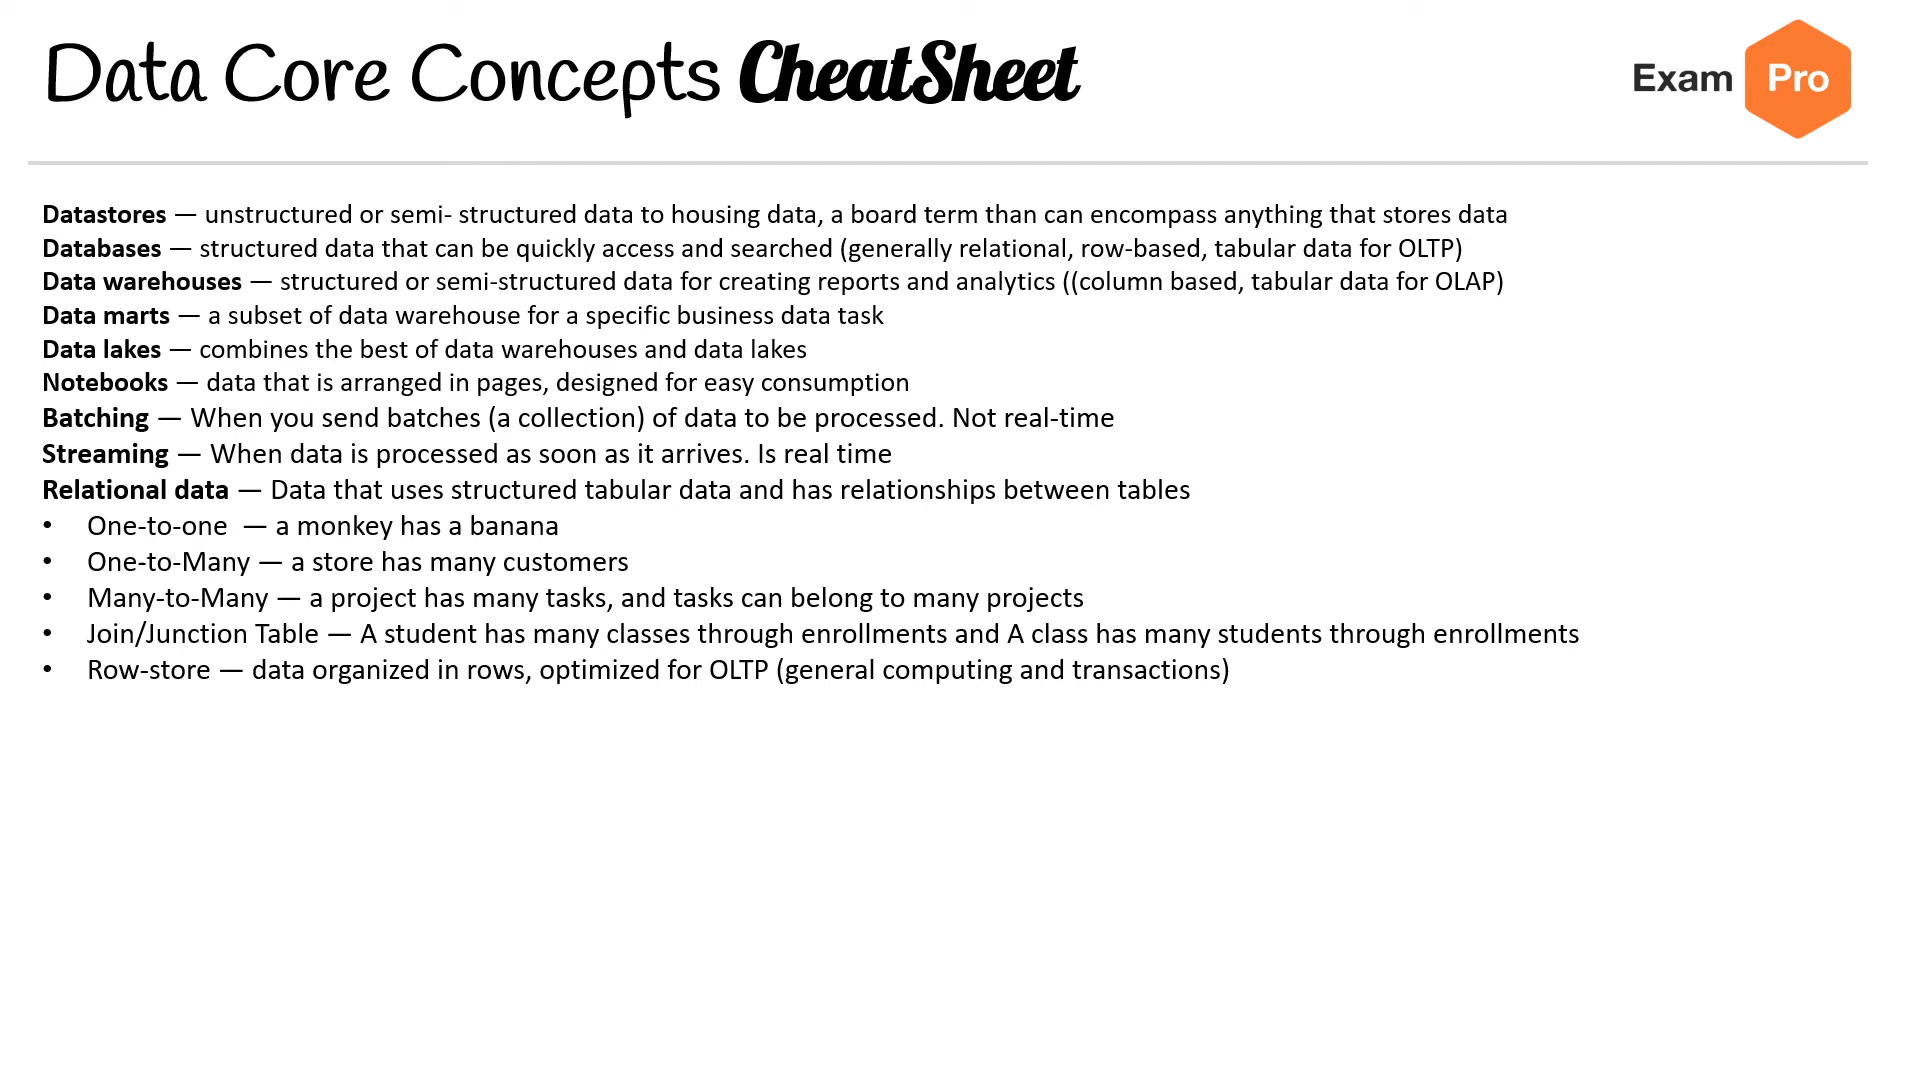 Data Core Concepts CheatSheet
Exam Pro
Datastores — unstructured or semi- structured data to housing data, a board term than can encompass anything that stores data
Databases — structured data that can be quickly access and searched (generally relational, row-based, tabular data for OLTP)
Data warehouses — structured or semi-structured data for creating reports and analytics ((column based, tabular data for OLAP)
Data marts — a subset of data warehouse for a specific business data task
Data lakes — combines the best of data warehouses and data lakes
Notebooks — data that is arranged in pages, designed for easy consumption
Batching — When you send batches (a collection) of data to be processed. Not real-time
Streaming — When data is processed as soon as it arrives. Is real time
Relational data — Data that uses structured tabular data and has relationships between tables
• One-to-one — a monkey has a banana
• One-to-Many — a store has many customers
• Many-to-Many — a project has many tasks, and tasks can belong to many projects
• Join/Junction Table — A student has many classes through enrollments and A class has many students through enrollments
• Row-store — data organized in rows, optimized for OLTP (general computing and transactions)